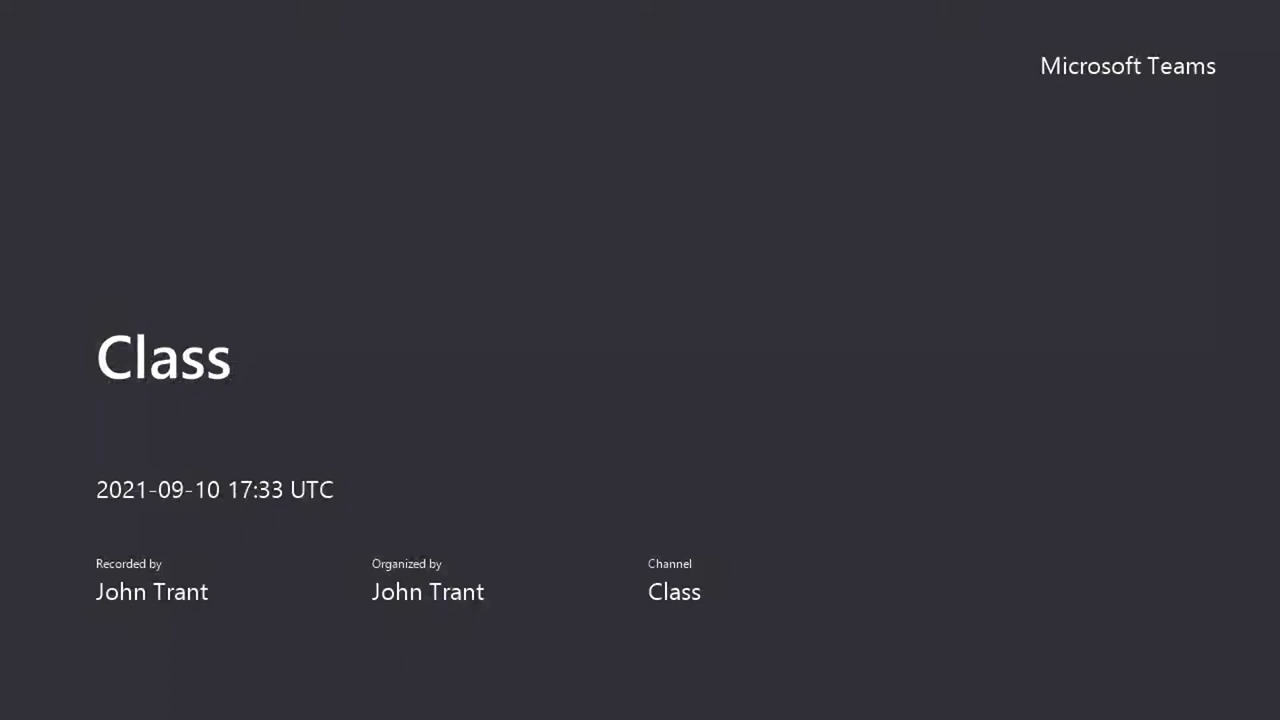 Microsoft Teams
Class
2021-09-10 17:33 UTC
Recorded by
John Trant
Organized by
John Trant
Channel
Class